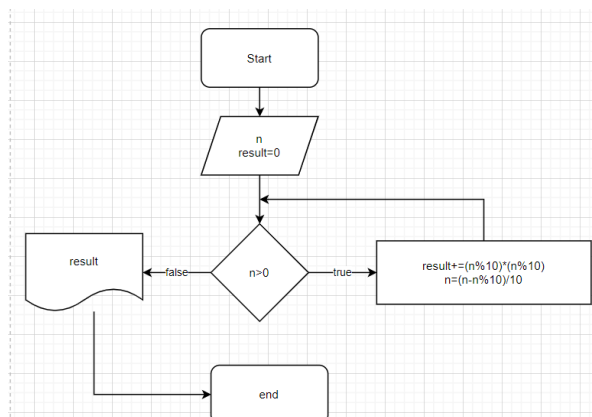 Start
n
result=0
n>0
true
result+=(n%10)*(n%10)
n=(n-n%10)/10
false
result
end